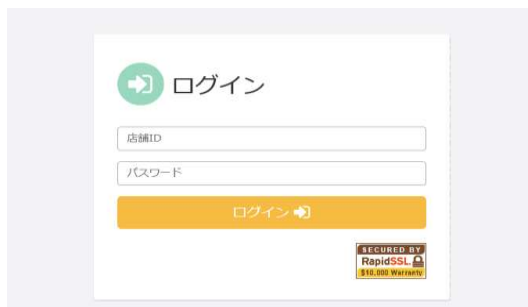 ログイン
店舗ID
パスワード
ログイン
SECURED BY
RapidSSL
$10,000 Warranty